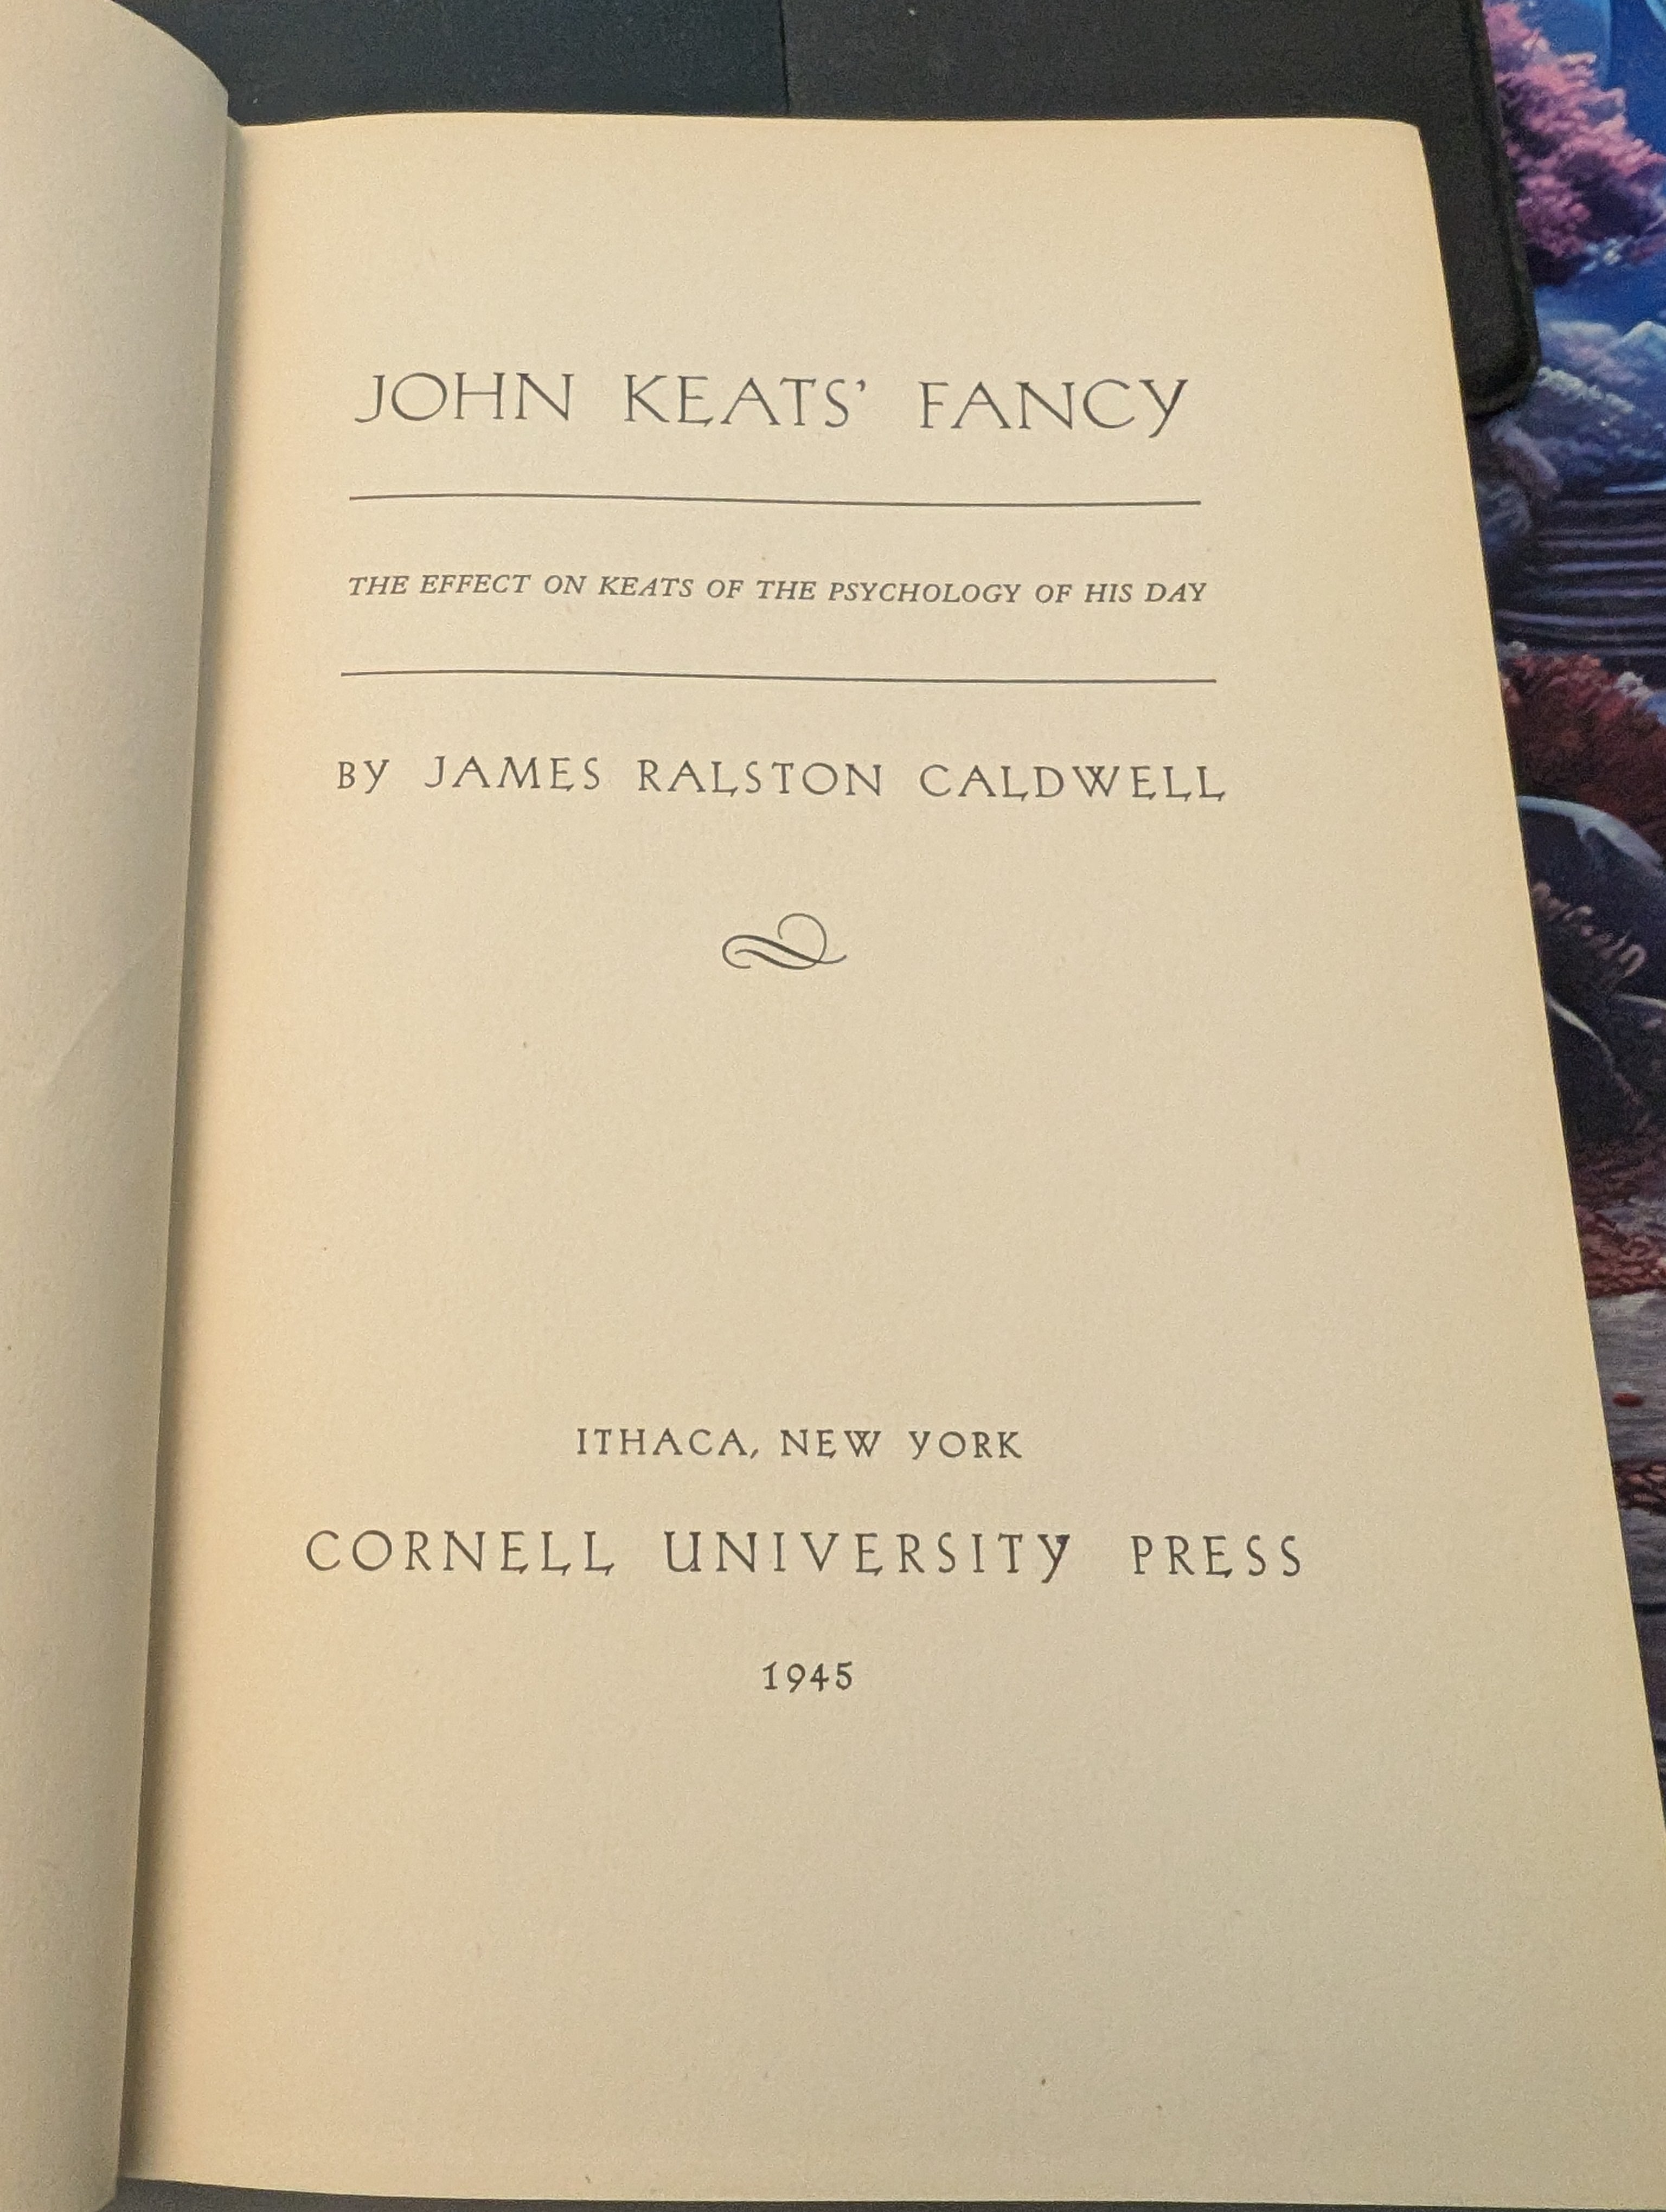 JOHN KEATS' FANCY
THE EFFECT ON KEATS OF THE PSYCHOLOGY OF HIS DAY
BY JAMES RALSTON CALDWELL
ITHACA, NEW YORK
CORNELL UNIVERSITY PRESS
1945